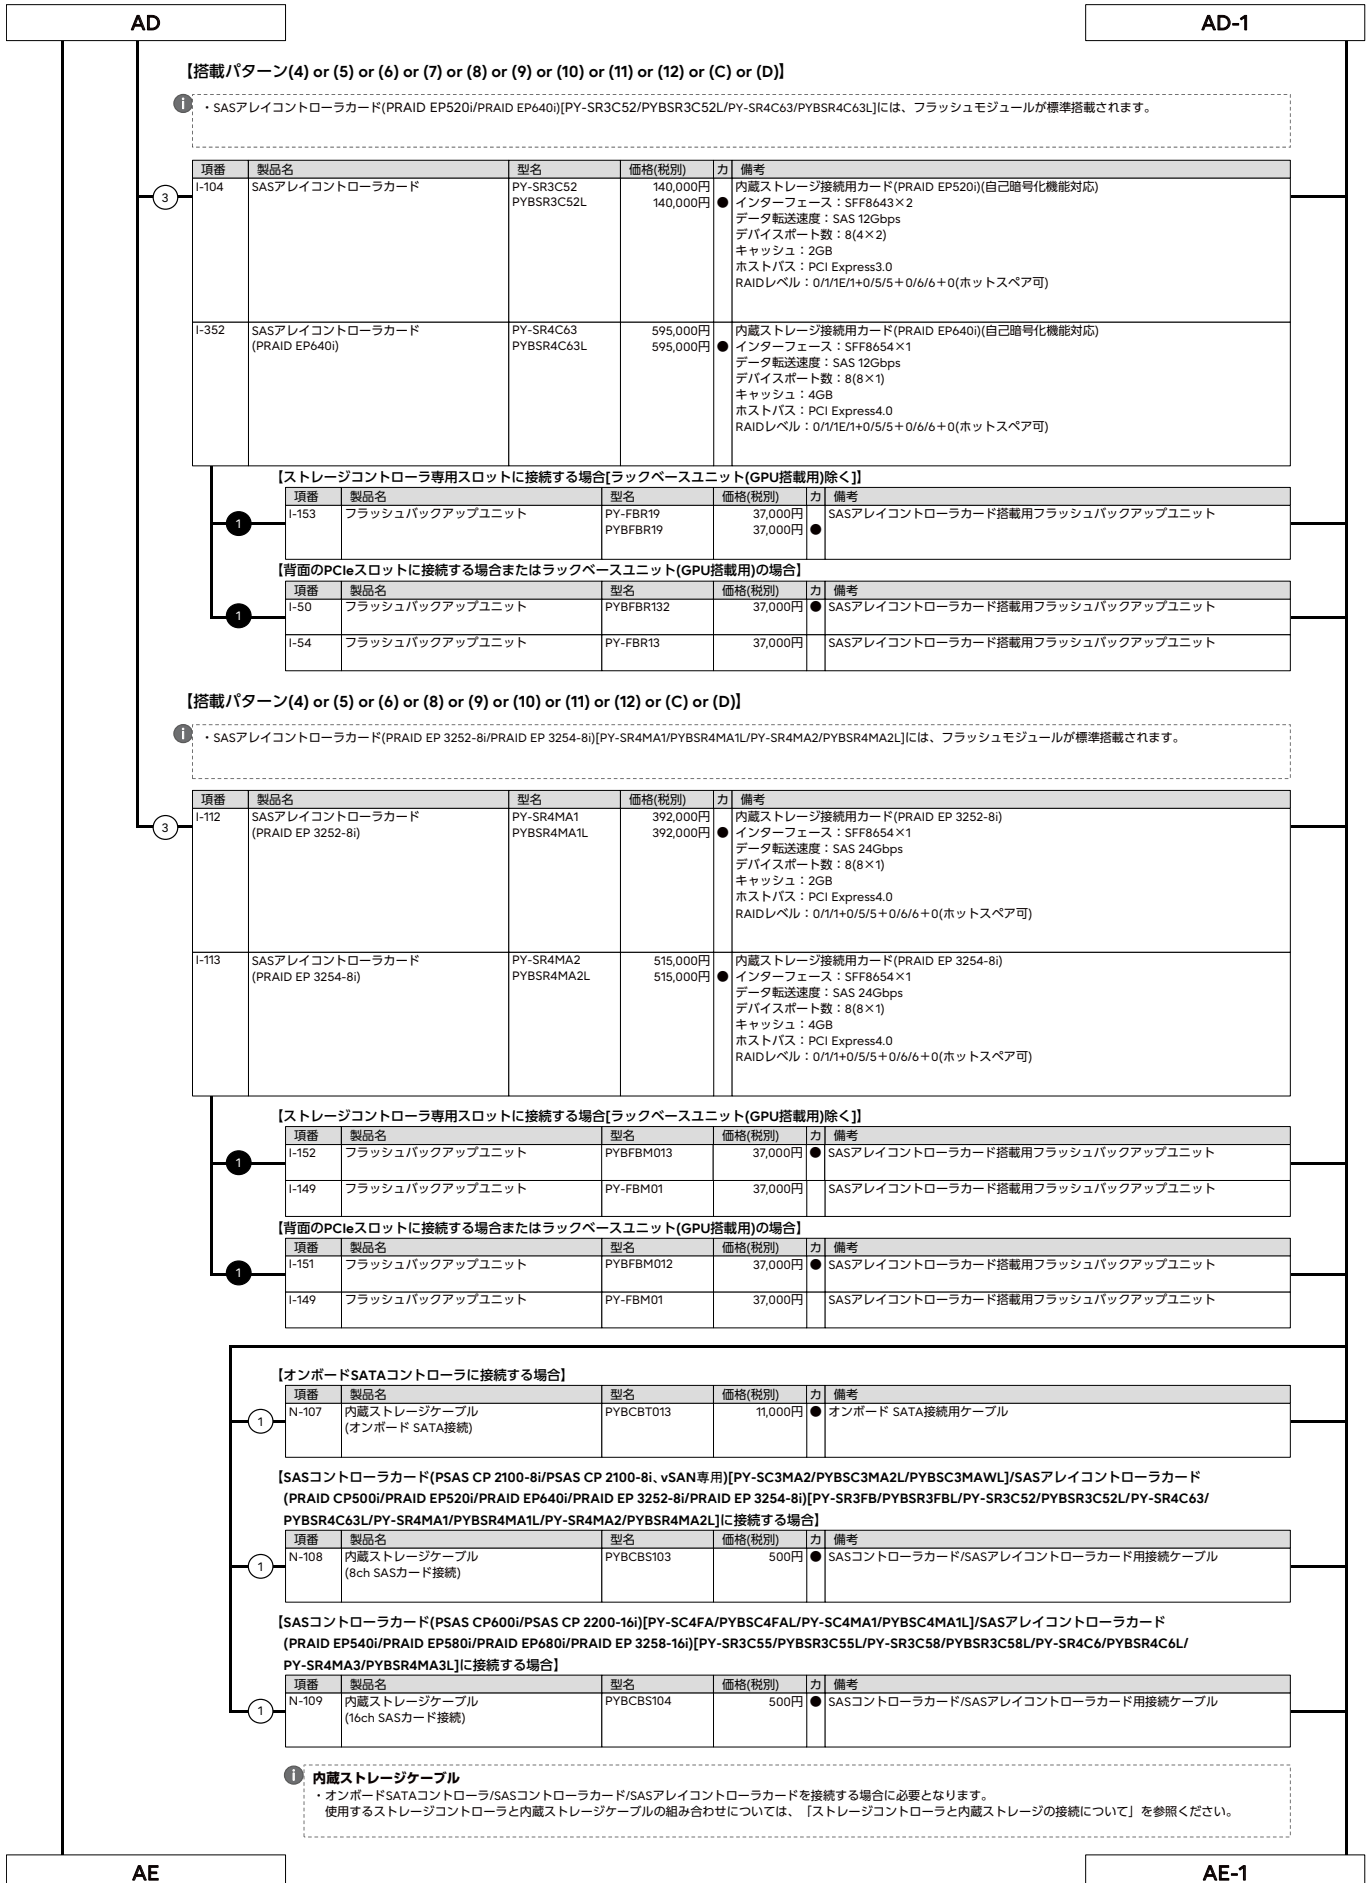 AD
AD-1
【搭載パターン(4) or (5) or (6) or (7) or (8) or (9) or (10) or (11) or (12) or (C) or (D)】
・SASアレイコントローラカード(PRAID EP520i/PRAID EP640i)[PY-SR3C52/PYBSR3C52L/PY-SR4C63/PYBSR4C63L]には、フラッシュモジュールが標準搭載されます。
項番 製品名 型名 価格(税別) カ 備考
3
I-104 SASアレイコントローラカード PY-SR3C52 140,000円 内蔵ストレージ接続用カード(PRAID EP520i)(自己暗号化機能対応)
PYBSR3C52L 140,000円 ● インターフェース：SFF8643×2
データ転送速度：SAS 12Gbps
デバイスポート数：8(4×2)
キャッシュ：2GB
ホストバス：PCI Express3.0
RAIDレベル：0/1/1E/1+0/5/5＋0/6/6＋0(ホットスペア可)
I-352 SASアレイコントローラカード PY-SR4C63 595,000円 内蔵ストレージ接続用カード(PRAID EP640i)(自己暗号化機能対応)
(PRAID EP640i) PYBSR4C63L 595,000円 ● インターフェース：SFF8654×1
データ転送速度：SAS 12Gbps
デバイスポート数：8(8×1)
キャッシュ：4GB
ホストバス：PCI Express4.0
RAIDレベル：0/1/1E/1+0/5/5＋0/6/6＋0(ホットスペア可)
【ストレージコントローラ専用スロットに接続する場合[ラックベースユニット(GPU搭載用)除く]】
項番 製品名 型名 価格(税別) カ 備考
1
I-153 フラッシュバックアップユニット PY-FBR19 37,000円 SASアレイコントローラカード搭載用フラッシュバックアップユニット
PYBFBR19 37,000円 ●
【背面のPCIeスロットに接続する場合またはラックベースユニット(GPU搭載用)の場合】
項番 製品名 型名 価格(税別) カ 備考
1
I-50 フラッシュバックアップユニット PYBFBR132 37,000円 ● SASアレイコントローラカード搭載用フラッシュバックアップユニット
I-54 フラッシュバックアップユニット PY-FBR13 37,000円 SASアレイコントローラカード搭載用フラッシュバックアップユニット
【搭載パターン(4) or (5) or (6) or (8) or (9) or (10) or (11) or (12) or (C) or (D)】
・SASアレイコントローラカード(PRAID EP 3252-8i/PRAID EP 3254-8i)[PY-SR4MA1/PYBSR4MA1L/PY-SR4MA2/PYBSR4MA2L]には、フラッシュモジュールが標準搭載されます。
項番 製品名 型名 価格(税別) カ 備考
3
I-112 SASアレイコントローラカード PY-SR4MA1 392,000円 内蔵ストレージ接続用カード(PRAID EP 3252-8i)
(PRAID EP 3252-8i) PYBSR4MA1L 392,000円 ● インターフェース：SFF8654×1
データ転送速度：SAS 24Gbps
デバイスポート数：8(8×1)
キャッシュ：2GB
ホストバス：PCI Express4.0
RAIDレベル：0/1/1+0/5/5＋0/6/6＋0(ホットスペア可)
I-113 SASアレイコントローラカード PY-SR4MA2 515,000円 内蔵ストレージ接続用カード(PRAID EP 3254-8i)
(PRAID EP 3254-8i) PYBSR4MA2L 515,000円 ● インターフェース：SFF8654×1
データ転送速度：SAS 24Gbps
デバイスポート数：8(8×1)
キャッシュ：4GB
ホストバス：PCI Express4.0
RAIDレベル：0/1/1+0/5/5＋0/6/6＋0(ホットスペア可)
【ストレージコントローラ専用スロットに接続する場合[ラックベースユニット(GPU搭載用)除く]】
項番 製品名 型名 価格(税別) カ 備考
1
I-152 フラッシュバックアップユニット PYBFBM013 37,000円 ● SASアレイコントローラカード搭載用フラッシュバックアップユニット
I-149 フラッシュバックアップユニット PY-FBM01 37,000円 SASアレイコントローラカード搭載用フラッシュバックアップユニット
【背面のPCIeスロットに接続する場合またはラックベースユニット(GPU搭載用)の場合】
項番 製品名 型名 価格(税別) カ 備考
1
I-151 フラッシュバックアップユニット PYBFBM012 37,000円 ● SASアレイコントローラカード搭載用フラッシュバックアップユニット
I-149 フラッシュバックアップユニット PY-FBM01 37,000円 SASアレイコントローラカード搭載用フラッシュバックアップユニット
【オンボードSATAコントローラに接続する場合】
項番 製品名 型名 価格(税別) カ 備考
1
N-107 内蔵ストレージケーブル PYBCBT013 11,000円 ● オンボード SATA接続用ケーブル
(オンボード SATA接続)
【SASコントローラカード(PSAS CP 2100-8i/PSAS CP 2100-8i、vSAN専用)[PY-SC3MA2/PYBSC3MA2L/PYBSC3MAWL]/SASアレイコントローラカード
(PRAID CP500i/PRAID EP520i/PRAID EP640i/PRAID EP 3252-8i/PRAID EP 3254-8i)[PY-SR3FB/PYBSR3FBL/PY-SR3C52/PYBSR3C52L/PY-SR4C63/
PYBSR4C63L/PY-SR4MA1/PYBSR4MA1L/PY-SR4MA2/PYBSR4MA2L]に接続する場合】
項番 製品名 型名 価格(税別) カ 備考
1
N-108 内蔵ストレージケーブル PYBCBS103 500円 ● SASコントローラカード/SASアレイコントローラカード用接続ケーブル
(8ch SASカード接続)
【SASコントローラカード(PSAS CP600i/PSAS CP 2200-16i)[PY-SC4FA/PYBSC4FAL/PY-SC4MA1/PYBSC4MA1L]/SASアレイコントローラカード
(PRAID EP540i/PRAID EP580i/PRAID EP680i/PRAID EP 3258-16i)[PY-SR3C55/PYBSR3C55L/PY-SR3C58/PYBSR3C58L/PY-SR4C6/PYBSR4C6L/
PY-SR4MA3/PYBSR4MA3L]に接続する場合】
項番 製品名 型名 価格(税別) カ 備考
1
N-109 内蔵ストレージケーブル PYBCBS104 500円 ● SASコントローラカード/SASアレイコントローラカード用接続ケーブル
(16ch SASカード接続)
内蔵ストレージケーブル
・オンボードSATAコントローラ/SASコントローラカード/SASアレイコントローラカードを接続する場合に必要となります。
使用するストレージコントローラと内蔵ストレージケーブルの組み合わせについては、「ストレージコントローラと内蔵ストレージの接続について」を参照ください。
AE
AE-1